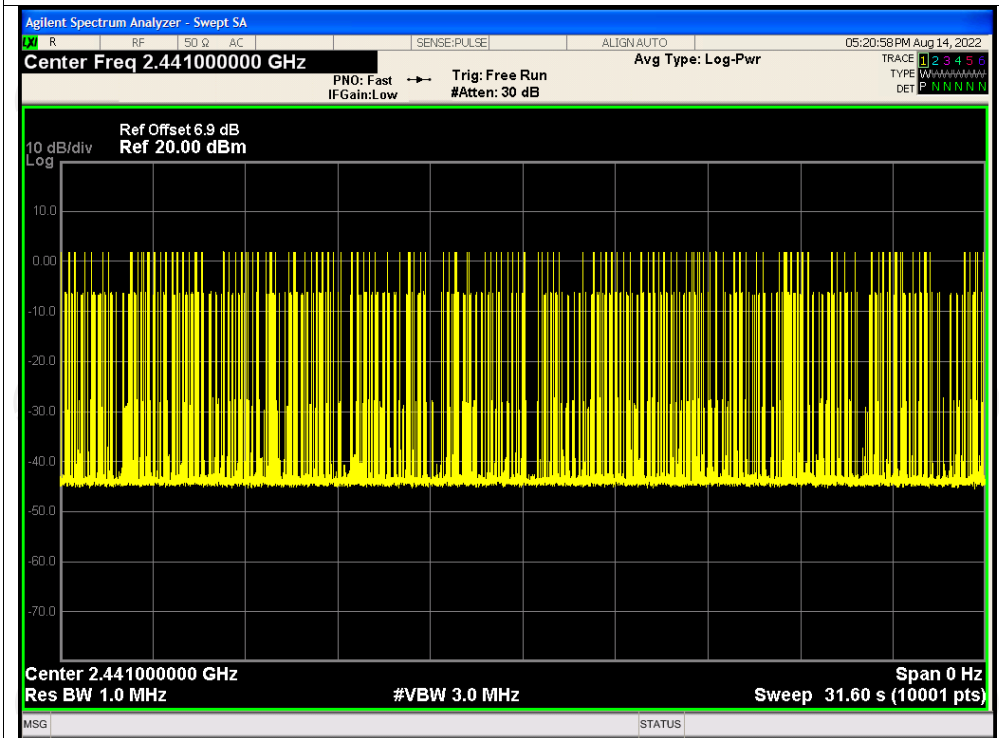 Agilent Spectrum Analyzer - Swept SA
LXI R RF 50 Ω AC SENSE:PULSE ALIGN AUTO 05:20:58 PM Aug 14, 2022
Center Freq 2.441000000 GHz Avg Type: Log-Pwr TRACE 1 2 3 4 5 6
PNO: Fast Trig: Free Run TYPE W
IFGain:Low #Atten: 30 dB DET P N N N N N
Ref Offset 6.9 dB
10 dB/div Ref 20.00 dBm
Log
10.0
0.00
-10.0
-20.0
-30.0
-40.0
-50.0
-60.0
-70.0
Center 2.441000000 GHz Span 0 Hz
Res BW 1.0 MHz #VBW 3.0 MHz Sweep 31.60 s (10001 pts)
MSG STATUS